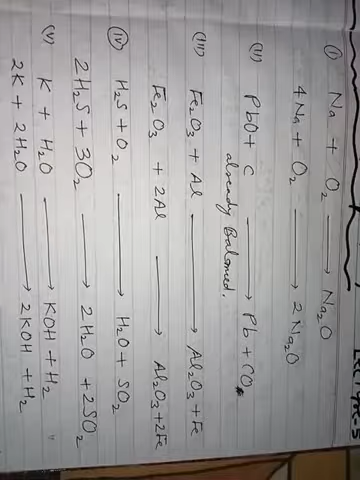 (i) Na + O₂ ⟶ Na₂O
4Na + O₂ ⟶ 2Na₂O
(ii) PbO + C ⟶ Pb + CO
already Balanced.
(iii) Fe₂O₃ + Al ⟶ Al₂O₃ + Fe
Fe₂O₃ + 2Al ⟶ Al₂O₃ + 2Fe
(iv) H₂S + O₂ ⟶ H₂O + SO₂
2H₂S + 3O₂ ⟶ 2H₂O + 2SO₂
(v) K + H₂O ⟶ KOH + H₂
2K + 2H₂O ⟶ 2KOH + H₂